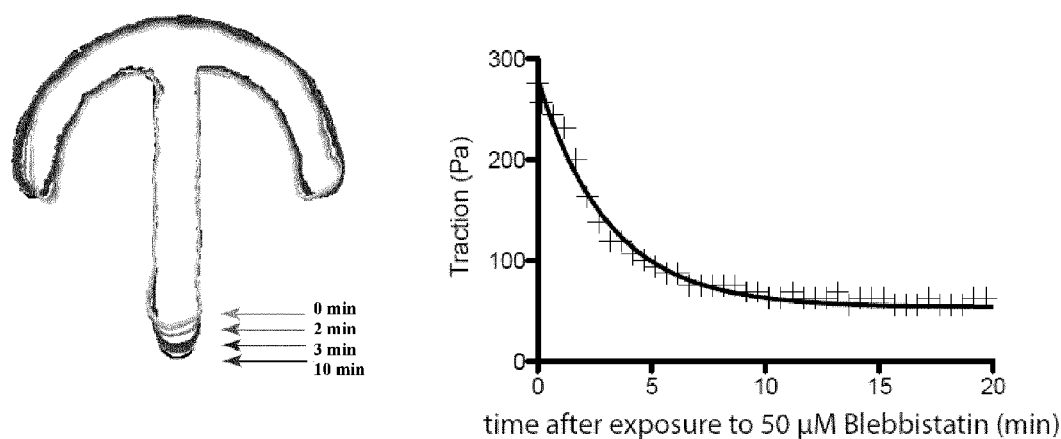 0 min
2 min
3 min
10 min
Traction (Pa)
300
200
100
0
0 5 10 15 20
time after exposure to 50 μM Blebbistatin (min)